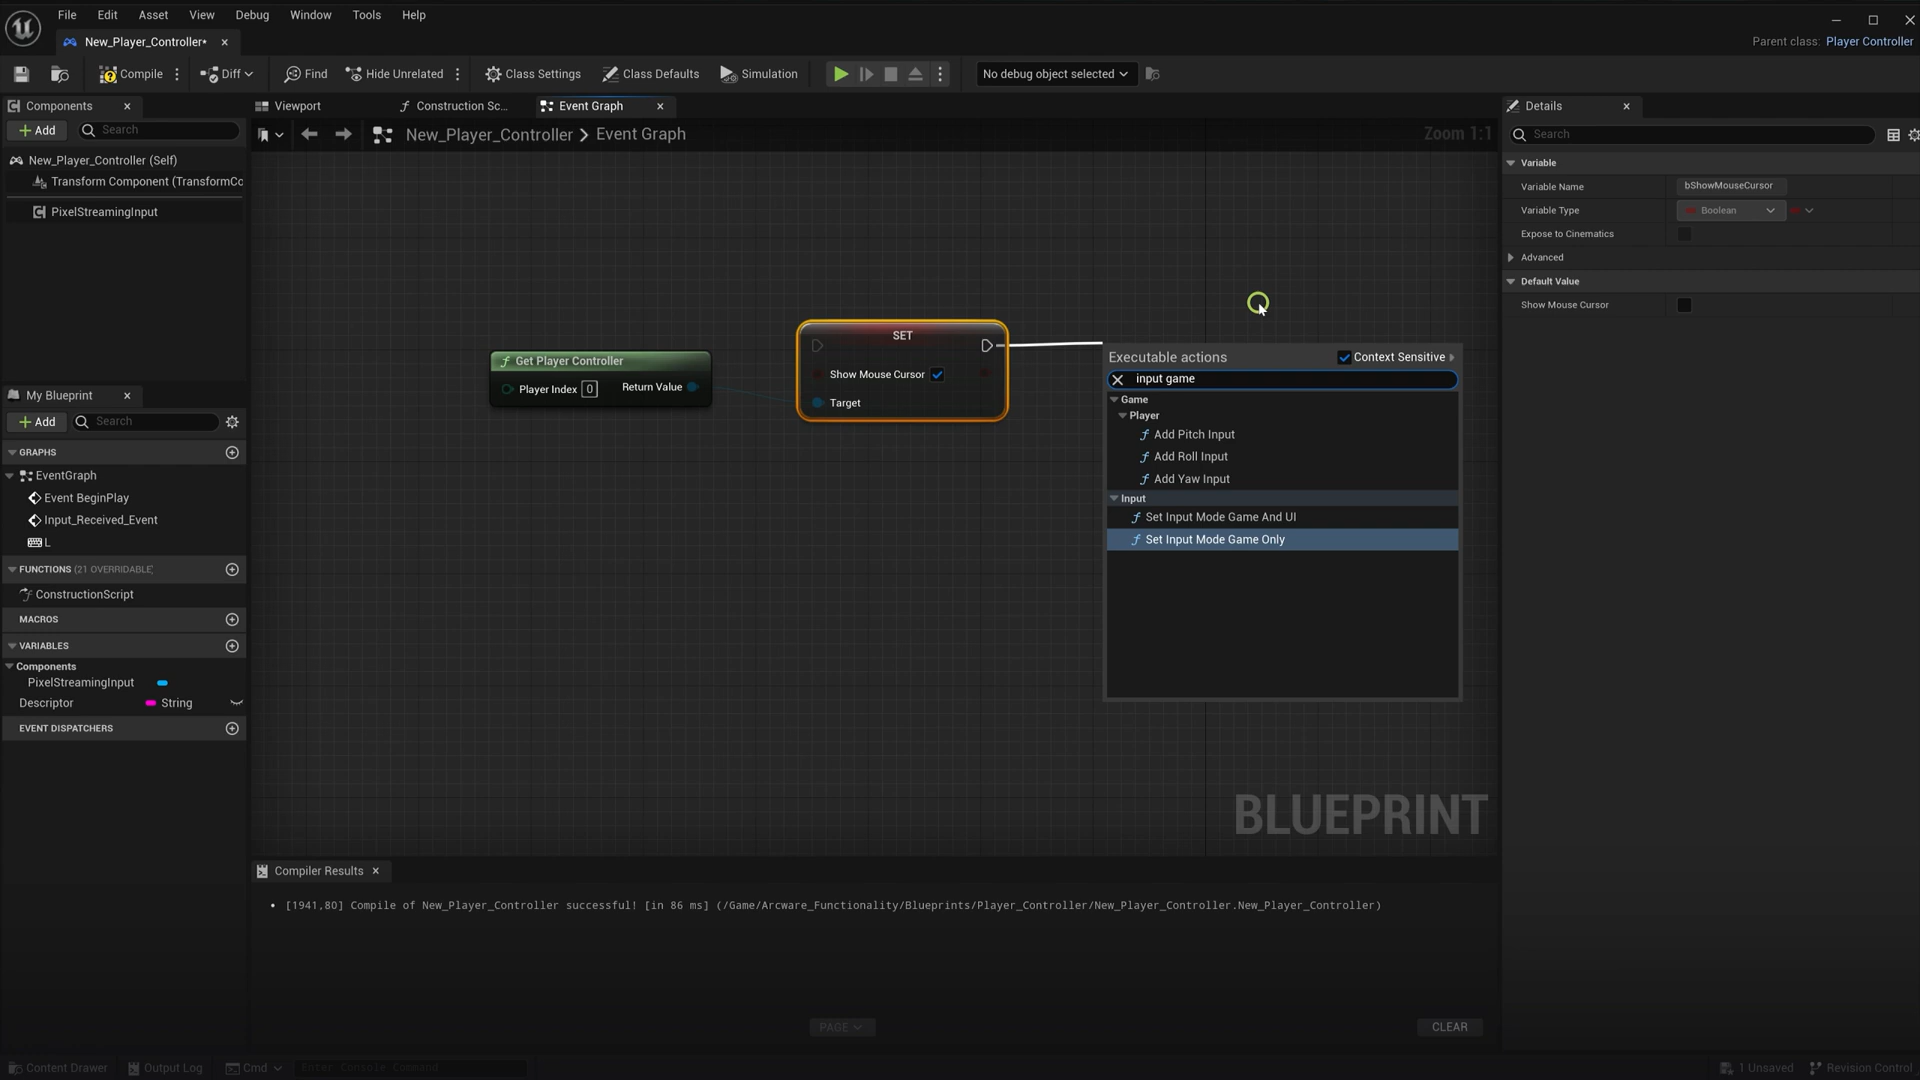 File Edit Asset View Debug Window Tools Help
New_Player_Controller*
Parent class: Player Controller
Compile Diff Find Hide Unrelated Class Settings Class Defaults Simulation No debug object selected
Components
Viewport Construction Sc... Event Graph
Details
Add Search
New_Player_Controller > Event Graph
Zoom 1:1
Search
New_Player_Controller (Self)
Transform Component (TransformCo
PixelStreamingInput
Variable
Variable Name bShowMouseCursor
Variable Type Boolean
Expose to Cinematics
Advanced
Default Value
Show Mouse Cursor
Get Player Controller
Player Index 0 Return Value
SET
Show Mouse Cursor
Target
Executable actions Context Sensitive
input game
Game
Player
Add Pitch Input
Add Roll Input
Add Yaw Input
Input
Set Input Mode Game And UI
Set Input Mode Game Only
BLUEPRINT
My Blueprint
Add Search
GRAPHS
EventGraph
Event BeginPlay
Input_Received_Event
L
FUNCTIONS (21 OVERRIDABLE)
ConstructionScript
MACROS
VARIABLES
Components
PixelStreamingInput
Descriptor String
EVENT DISPATCHERS
Compiler Results
• [1941,80] Compile of New_Player_Controller successful! [in 86 ms] (/Game/Arcware_Functionality/Blueprints/Player_Controller/New_Player_Controller.New_Player_Controller)
PAGE
CLEAR
Content Drawer Output Log Cmd Enter Console Command
1 Unsaved Revision Control